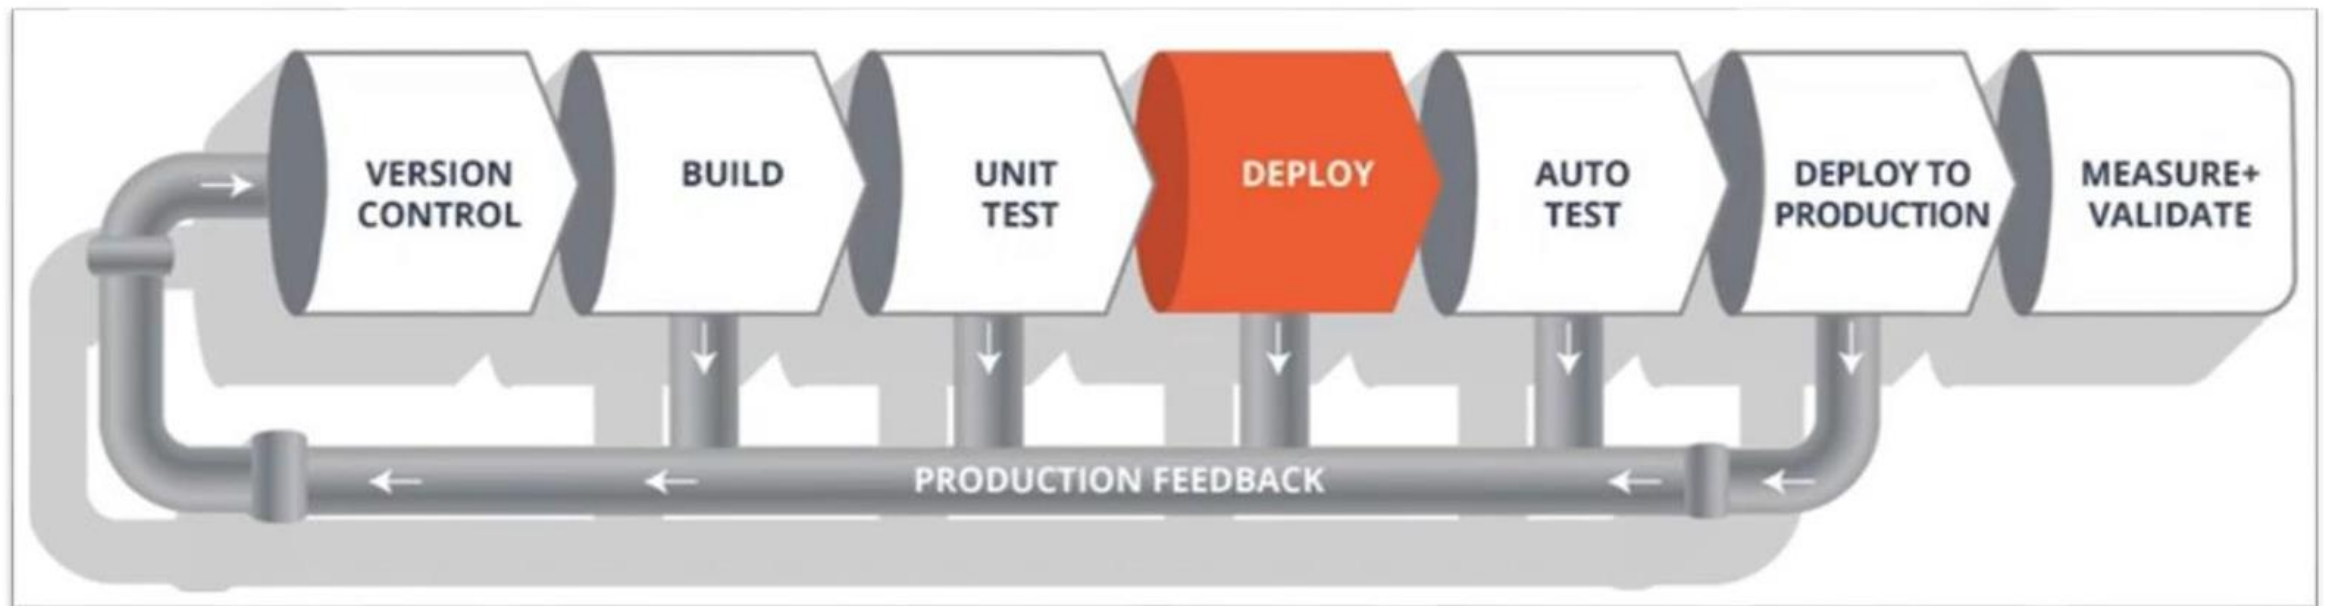 VERSION
CONTROL
BUILD
UNIT
TEST
DEPLOY
AUTO
TEST
DEPLOY TO
PRODUCTION
MEASURE+
VALIDATE
PRODUCTION FEEDBACK